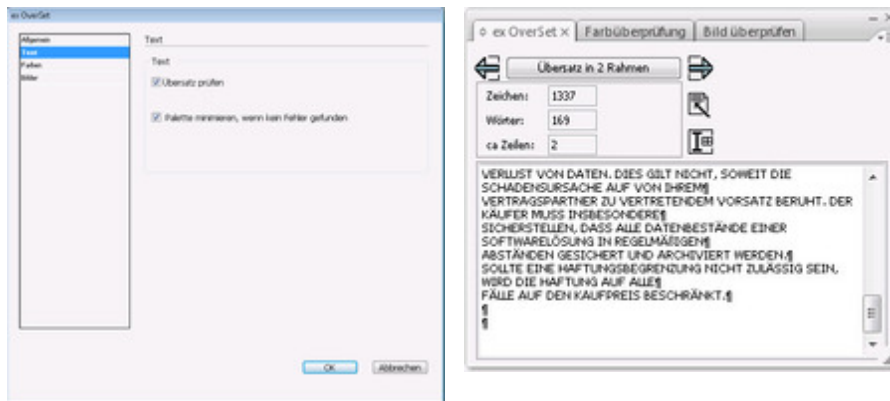 ex OverSet
Allgemein
Text
Farben
Bilder
Text
Text
Übersatz prüfen
Palette minimieren, wenn kein Fehler gefunden
OK
Abbrechen
ex OverSet
Farbüberprüfung
Bild überprüfen
Übersatz in 2 Rahmen
Zeichen: 1337
Wörter: 169
ca Zeilen: 2
VERLUST VON DATEN. DIES GILT NICHT, SOWEIT DIE
SCHADENSURSACHE AUF VON IHREM¶
VERTRAGSPARTNER ZU VERTRETENDEM VORSATZ BERUHT. DER
KÄUFER MUSS INSBESONDERE¶
SICHERSTELLEN, DASS ALLE DATENBESTÄNDE EINER
SOFTWARELÖSUNG IN REGELMÄßIGEN¶
ABSTÄNDEN GESICHERT UND ARCHIVIERT WERDEN.¶
SOLLTE EINE HAFTUNGSBEGRENZUNG NICHT ZULÄSSIG SEIN,
WIRD DIE HAFTUNG AUF ALLE¶
FÄLLE AUF DEN KAUFPREIS BESCHRÄNKT.¶
¶
¶